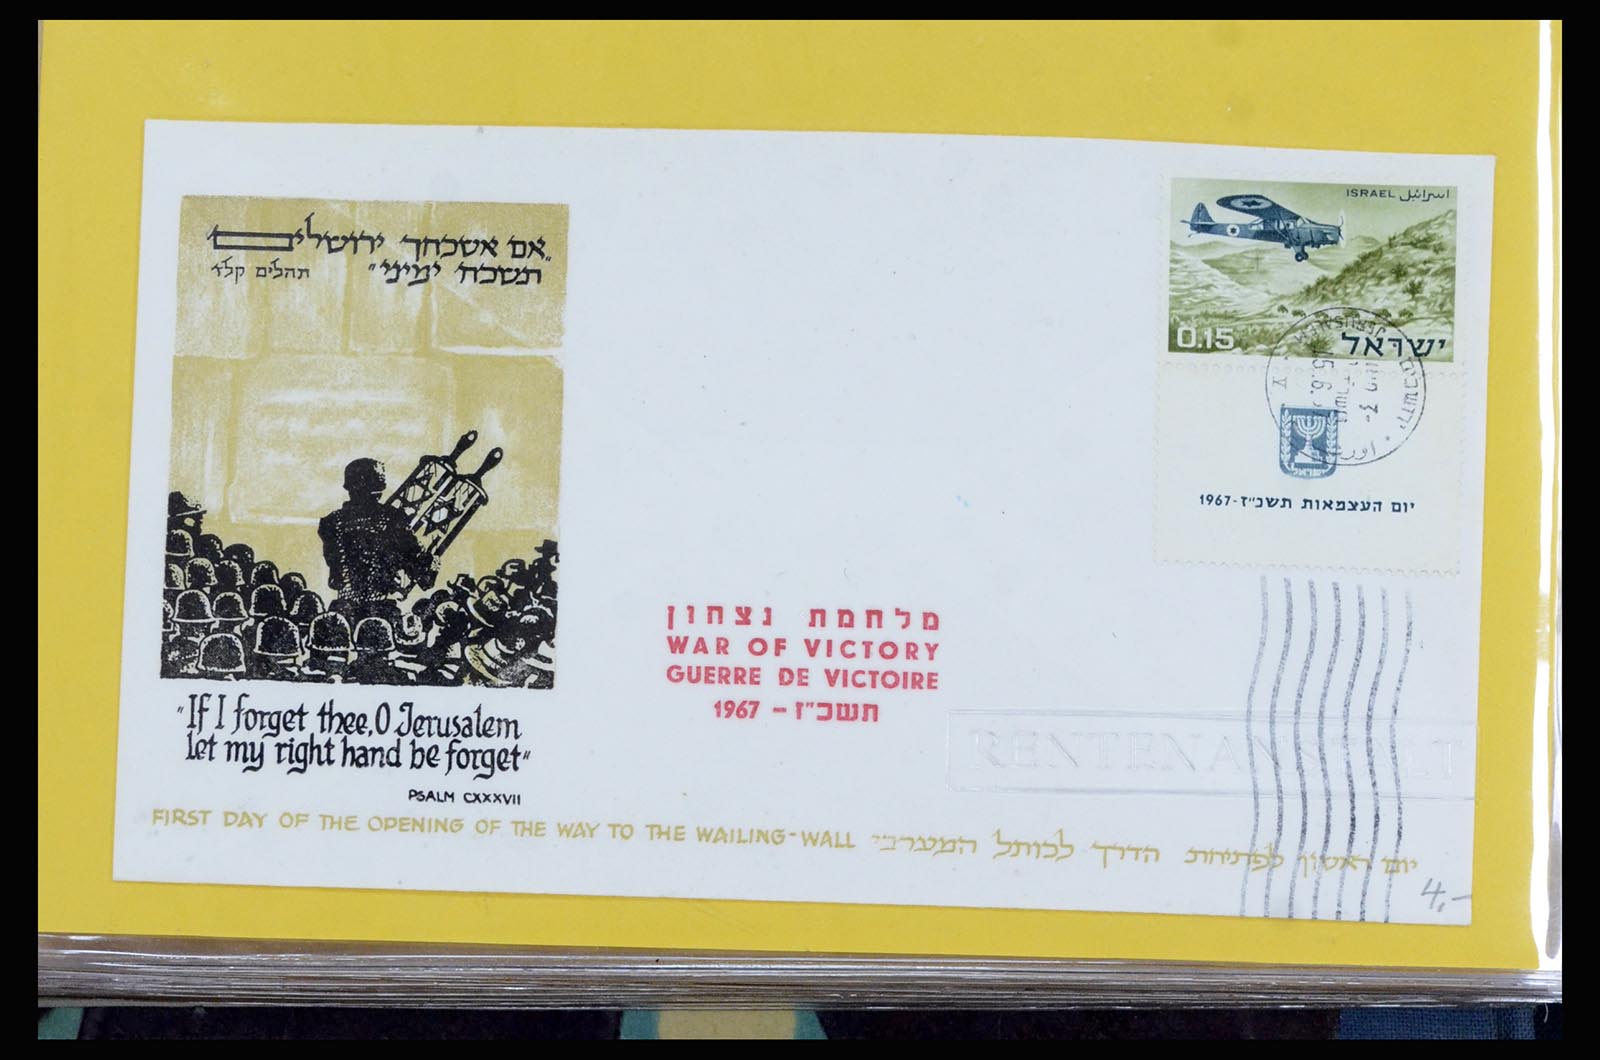 "אם אשכחך ירושלים
תשכח ימיני"
תהלים קלז
"If I forget thee, O Jerusalem
let my right hand be forget"
PSALM CXXXVII
ISRAEL اسرائيل
0.15
ישראל
JERUSALEM
יום העצמאות תשכ"ז-1967
מלחמת נצחון
WAR OF VICTORY
GUERRE DE VICTOIRE
1967 – תשכ"ז
RENTENANSTALT
FIRST DAY OF THE OPENING OF THE WAY TO THE WAILING-WALL יום ראשון לפתיחת הדרך לכותל המערבי
4,-